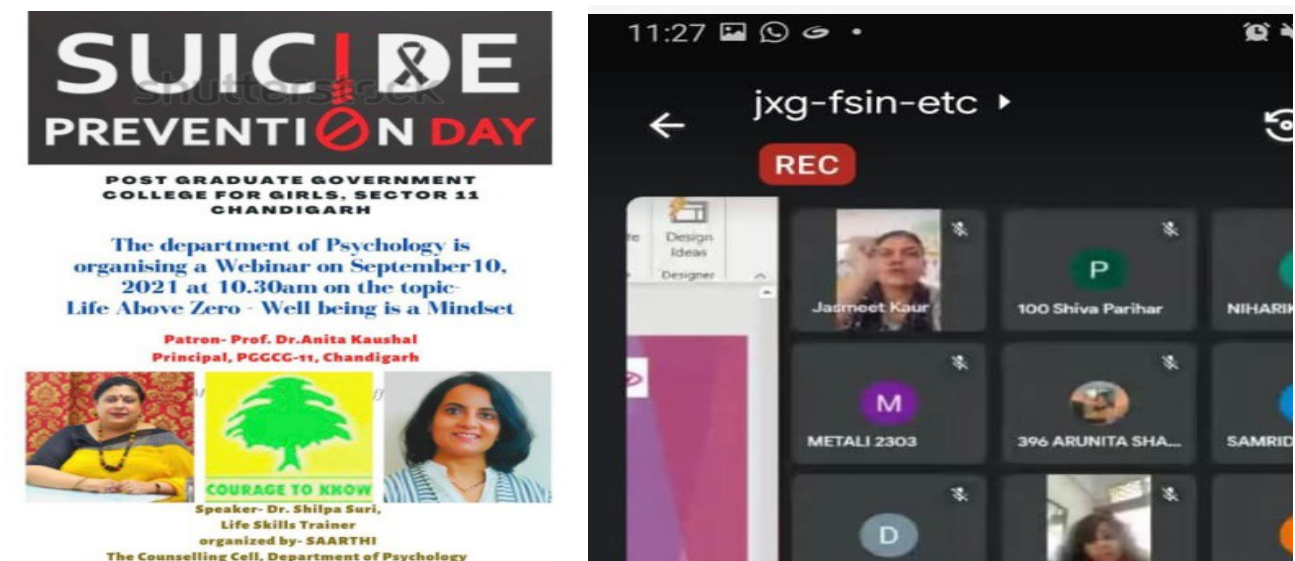 SUICIDE
shutterstock
PREVENTION DAY
POST GRADUATE GOVERNMENT
COLLEGE FOR GIRLS, SECTOR 11
CHANDIGARH
The department of Psychology is
organising a Webinar on September10,
2021 at 10.30am on the topic-
Life Above Zero - Well being is a Mindset
Patron- Prof. Dr.Anita Kaushal
Principal, PGGCG-11, Chandigarh
COURAGE TO KNOW
Speaker- Dr. Shilpa Suri,
Life Skills Trainer
organized by- SAARTHI
The Counselling Cell, Department of Psychology
11:27
jxg-fsin-etc
REC
Design
Ideas
Designer
Jasmeet Kaur
P
100 Shiva Parihar
NIHARIK
M
METALI 2303
396 ARUNITA SHA...
SAMRID
D